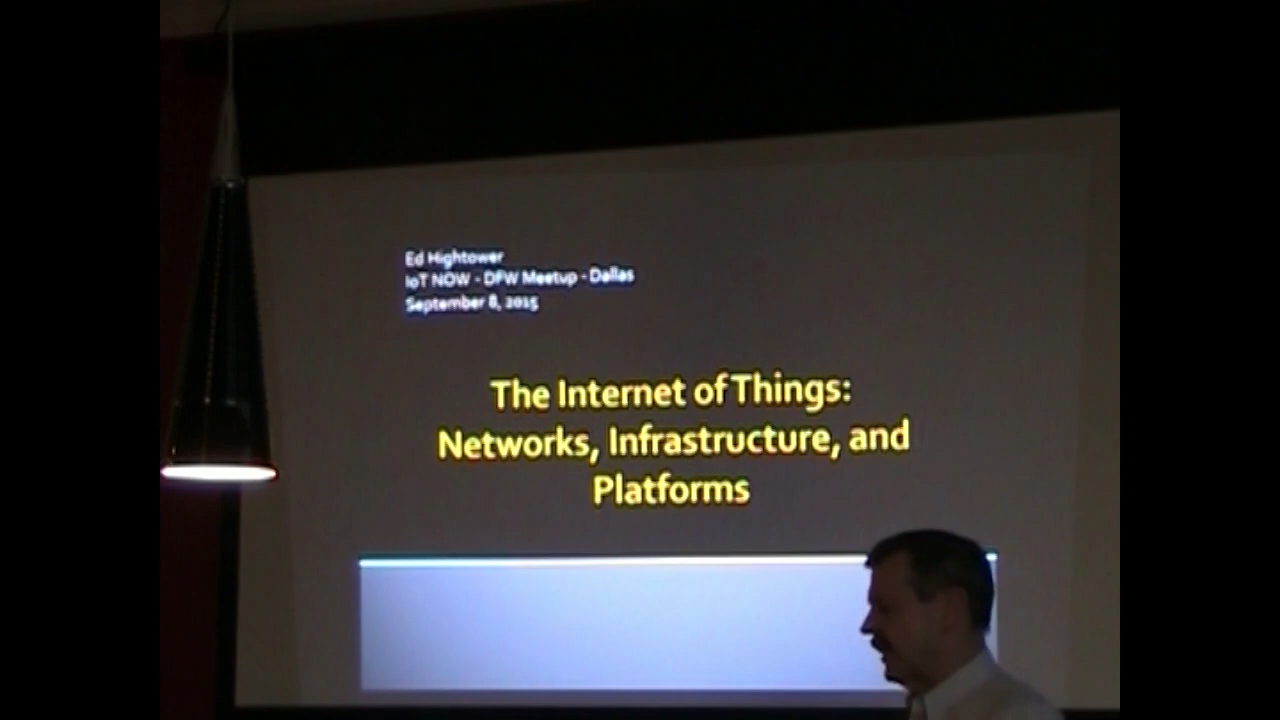 Ed Hightower
IoT NOW - DFW Meetup - Dallas
September 8, 2015
The Internet of Things:
Networks, Infrastructure, and
Platforms